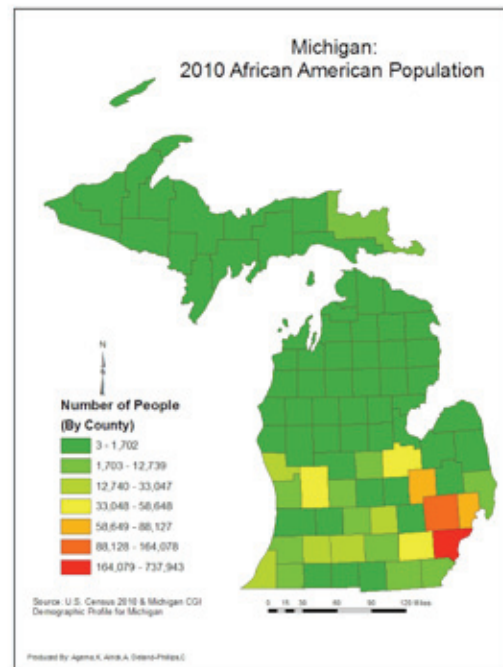 Michigan:
2010 African American Population
N
Number of People
(By County)
3 - 1,702
1,703 - 12,739
12,740 - 33,047
33,048 - 58,648
58,649 - 88,127
88,128 - 164,078
164,079 - 737,943
Source: U.S. Census 2010 & Michigan CGI
Demographic Profile for Michigan
0 15 30 60 90 120 Miles
Produced By: